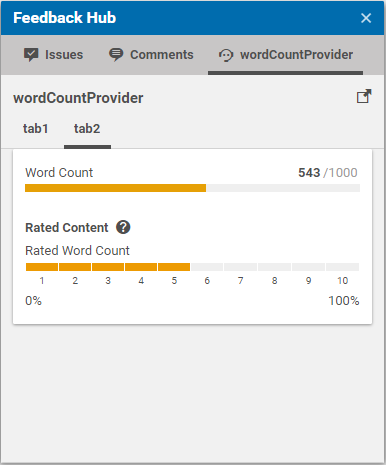 Feedback Hub
Issues Comments wordCountProvider
wordCountProvider
tab1 tab2
Word Count 543 /1000
Rated Content ?
Rated Word Count
1 2 3 4 5 6 7 8 9 10
0% 100%